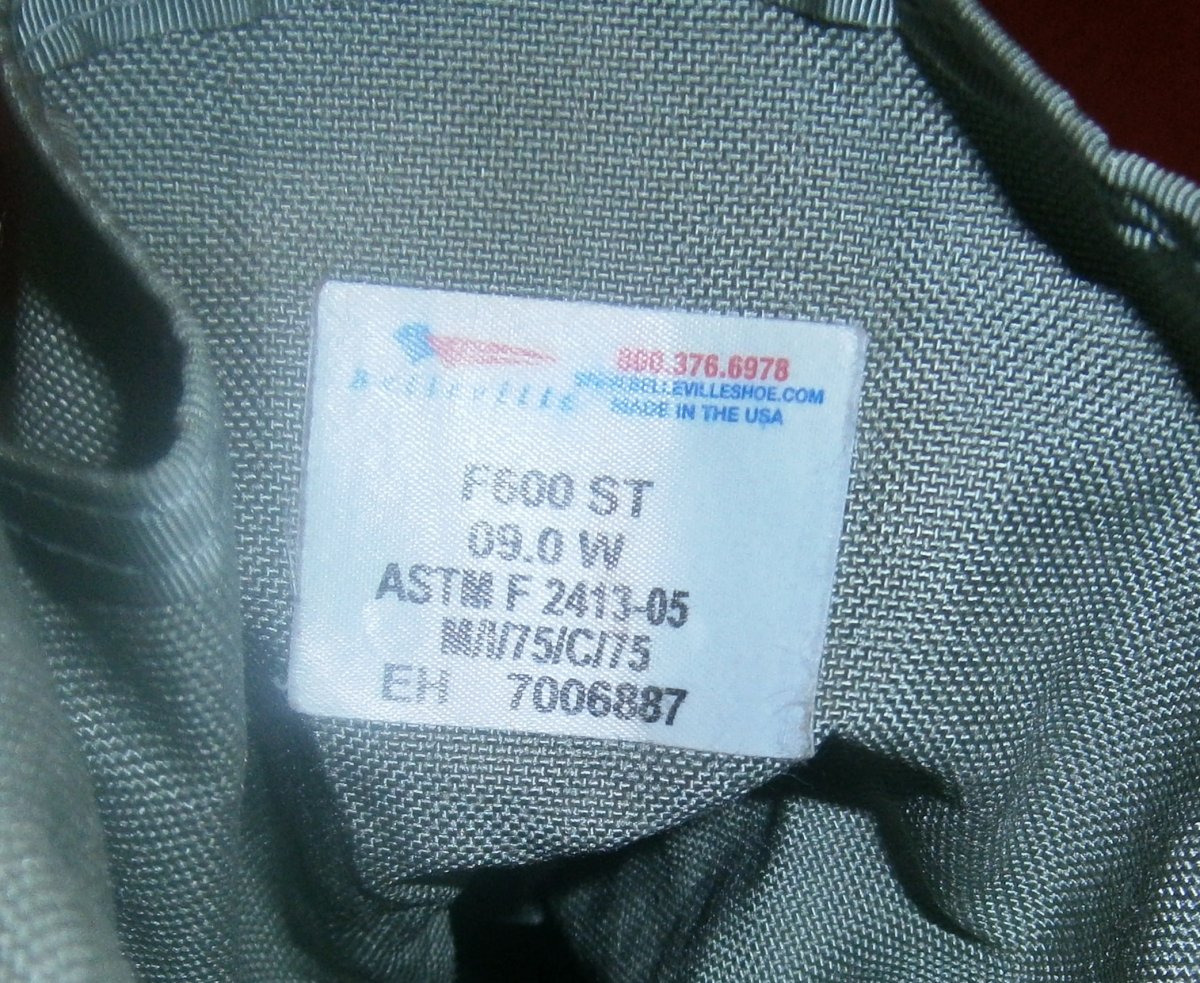 800.376.6978
belleville
WWW.BELLEVILLESHOE.COM
MADE IN THE USA
F600 ST
09.0 W
ASTM F 2413-05
M/I/75/C/75
EH 7006887